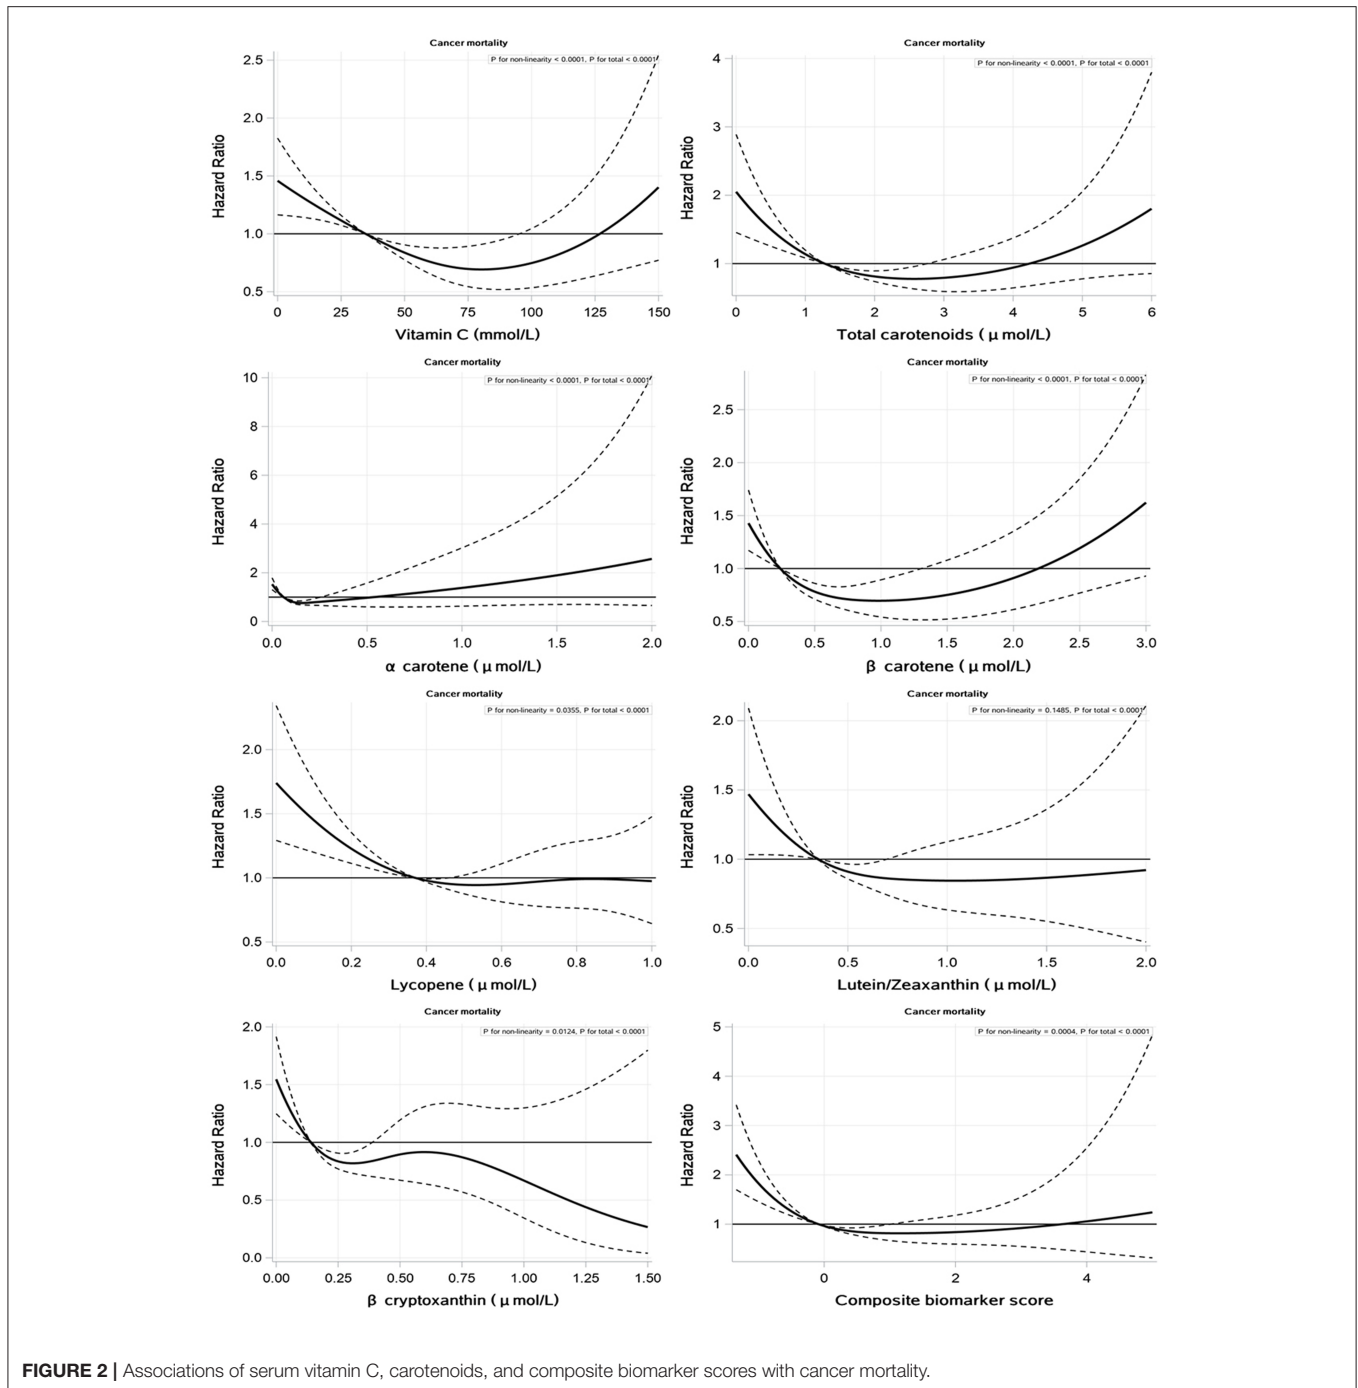 Cancer mortality
P for non-linearity < 0.0001, P for total < 0.0001
Hazard Ratio
2.5
2.0
1.5
1.0
0.5
0 25 50 75 100 125 150
Vitamin C (mmol/L)
Cancer mortality
P for non-linearity < 0.0001, P for total < 0.0001
Hazard Ratio
4
3
2
1
0 1 2 3 4 5 6
Total carotenoids ( μ mol/L)
Cancer mortality
P for non-linearity < 0.0001, P for total < 0.0001
Hazard Ratio
10
8
6
4
2
0
0.0 0.5 1.0 1.5 2.0
α carotene ( μ mol/L)
Cancer mortality
P for non-linearity < 0.0001, P for total < 0.0001
Hazard Ratio
2.5
2.0
1.5
1.0
0.5
0.0 0.5 1.0 1.5 2.0 2.5 3.0
β carotene ( μ mol/L)
Cancer mortality
P for non-linearity = 0.0355, P for total < 0.0001
Hazard Ratio
2.0
1.5
1.0
0.5
0.0 0.2 0.4 0.6 0.8 1.0
Lycopene ( μ mol/L)
Cancer mortality
P for non-linearity = 0.1485, P for total < 0.0001
Hazard Ratio
2.0
1.5
1.0
0.5
0.0 0.5 1.0 1.5 2.0
Lutein/Zeaxanthin ( μ mol/L)
Cancer mortality
P for non-linearity = 0.0124, P for total < 0.0001
Hazard Ratio
2.0
1.5
1.0
0.5
0.0
0.00 0.25 0.50 0.75 1.00 1.25 1.50
β cryptoxanthin ( μ mol/L)
Cancer mortality
P for non-linearity = 0.0004, P for total < 0.0001
Hazard Ratio
5
4
3
2
1
0 2 4
Composite biomarker score
FIGURE 2 | Associations of serum vitamin C, carotenoids, and composite biomarker scores with cancer mortality.